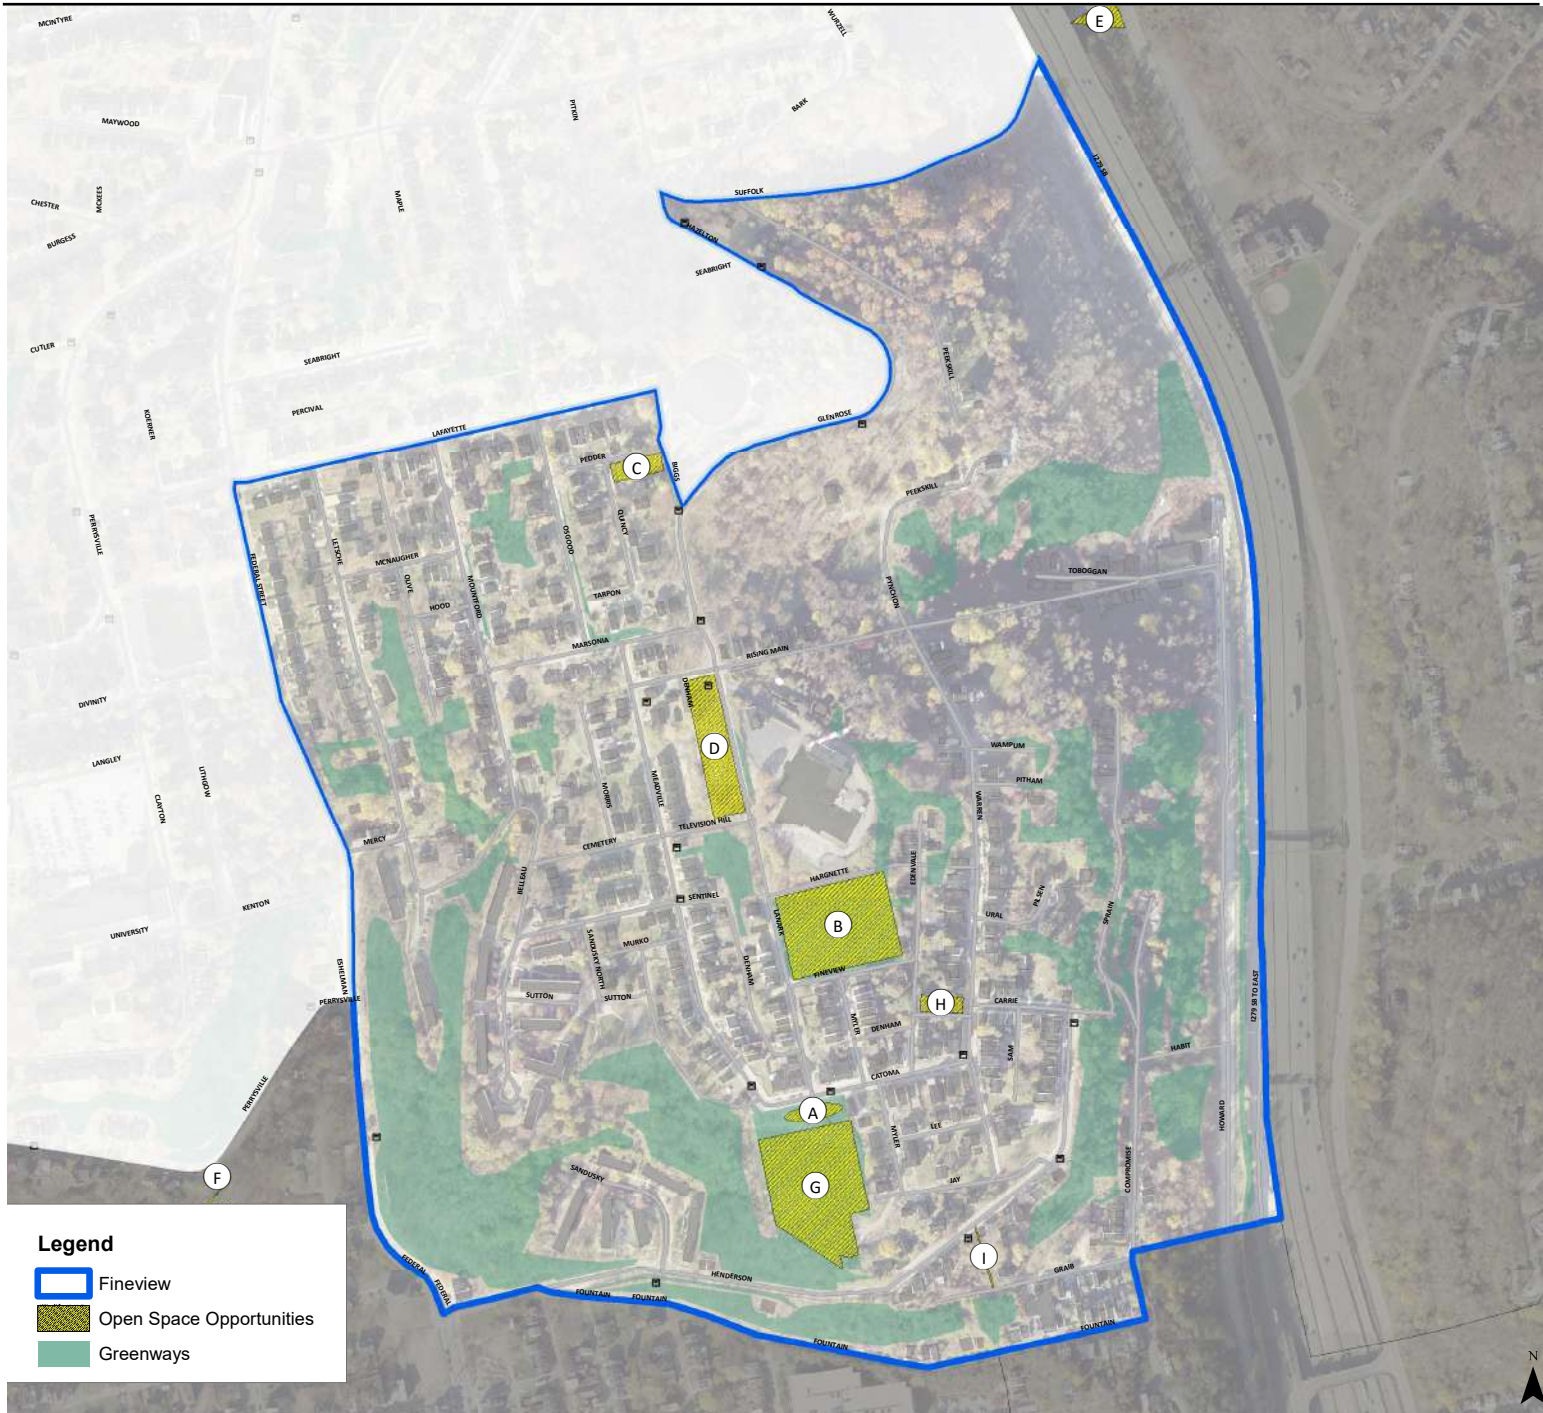 MCINTYRE
WURZELL
E
PITKIN
BARK
MAYWOOD
I279 SB
CHESTER
MCKEES
MAPLE
SUFFOLK
BURGESS
HAZELTON
SEABRIGHT
CUTLER
SEABRIGHT
PEEKSKILL
PERCIVAL
KOERNER
GLENROSE
LAFAYETTE
PEDDER
C
BIGGS
PEEKSKILL
PERRYSVILLE
QUINCY
OSGOOD
LETSCHE
MCNAUGHER
FEDERAL STREET
OLIVE
MOUNTFORD
TOBOGGAN
PYNCHON
TARPON
HOOD
MARSONIA
RISING MAIN
DENHAM
DIVINITY
D
WAMPUM
LANGLEY
LITHGOW
CLAYTON
MORRIS
MEADVILLE
PITHAM
WARREN
TELEVISION HILL
MERCY
CEMETERY
BELLEAU
EDENVALE
HARGNETTE
SENTINEL
PILSEN
KENTON
LANARK
B
URAL
SPRAIN
UNIVERSITY
SANDUSKY NORTH
MURKO
DENHAM
FINEVIEW
ESHELMAN
PERRYSVILLE
SUTTON
SUTTON
H
CARRIE
I279 SB TO EAST
MYLER
DENHAM
SAM
HABIT
CATOMA
PERRYSVILLE
A
HOWARD
MYLER
LEE
COMPROMISE
F
SANDUSKY
G
JAY
I
FEDERAL
FEDERAL
HENDERSON
GRAIB
FOUNTAIN
FOUNTAIN
FOUNTAIN
FOUNTAIN
Legend
Fineview
Open Space Opportunities
Greenways
N